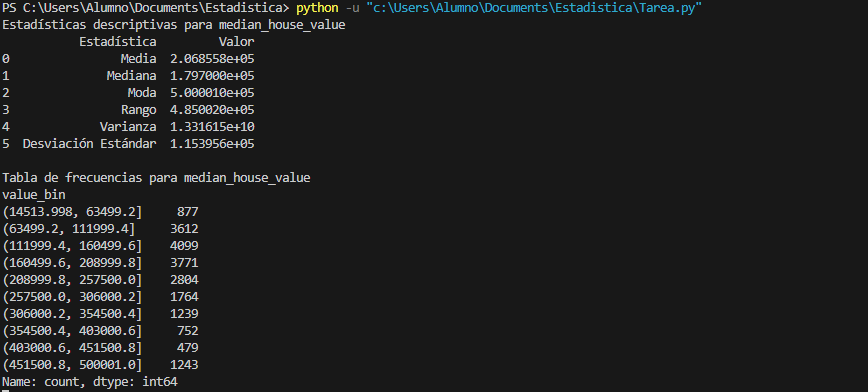 PS C:\Users\Alumno\Documents\Estadistica> python -u "c:\Users\Alumno\Documents\Estadistica\Tarea.py"
Estadísticas descriptivas para median_house_value
Estadística Valor
0 Media 2.068558e+05
1 Mediana 1.797000e+05
2 Moda 5.000010e+05
3 Rango 4.850020e+05
4 Varianza 1.331615e+10
5 Desviación Estándar 1.153956e+05
Tabla de frecuencias para median_house_value
value_bin
(14513.998, 63499.2] 877
(63499.2, 111999.4] 3612
(111999.4, 160499.6] 4099
(160499.6, 208999.8] 3771
(208999.8, 257500.0] 2804
(257500.0, 306000.2] 1764
(306000.2, 354500.4] 1239
(354500.4, 403000.6] 752
(403000.6, 451500.8] 479
(451500.8, 500001.0] 1243
Name: count, dtype: int64